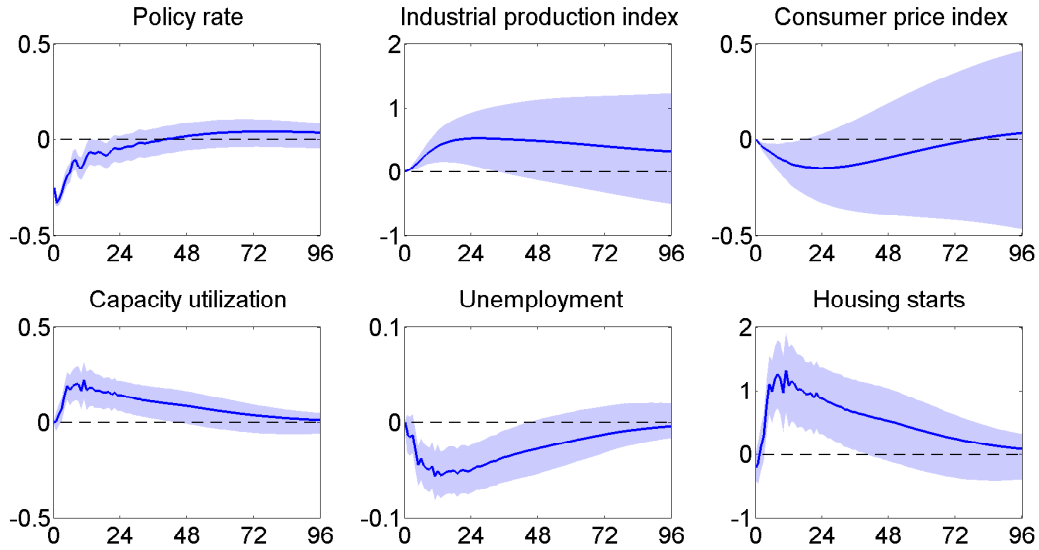 Policy rate
0.5
0
-0.5
0 24 48 72 96
Industrial production index
2
1
0
-1
0 24 48 72 96
Consumer price index
0.5
0
-0.5
0 24 48 72 96
Capacity utilization
0.5
0
-0.5
0 24 48 72 96
Unemployment
0.1
0
-0.1
0 24 48 72 96
Housing starts
2
1
0
-1
0 24 48 72 96